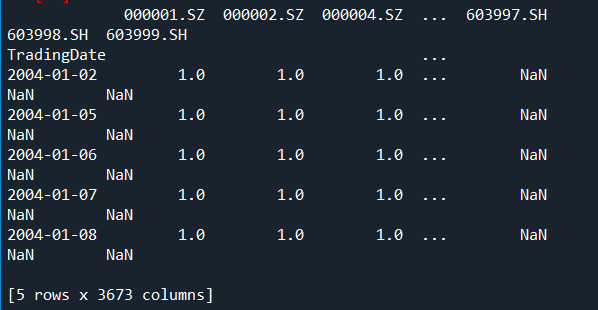 000001.SZ  000002.SZ  000004.SZ  ...  603997.SH
603998.SH  603999.SH
TradingDate                                        ...
2004-01-02        1.0        1.0        1.0  ...        NaN
NaN        NaN
2004-01-05        1.0        1.0        1.0  ...        NaN
NaN        NaN
2004-01-06        1.0        1.0        1.0  ...        NaN
NaN        NaN
2004-01-07        1.0        1.0        1.0  ...        NaN
NaN        NaN
2004-01-08        1.0        1.0        1.0  ...        NaN
NaN        NaN
[5 rows x 3673 columns]